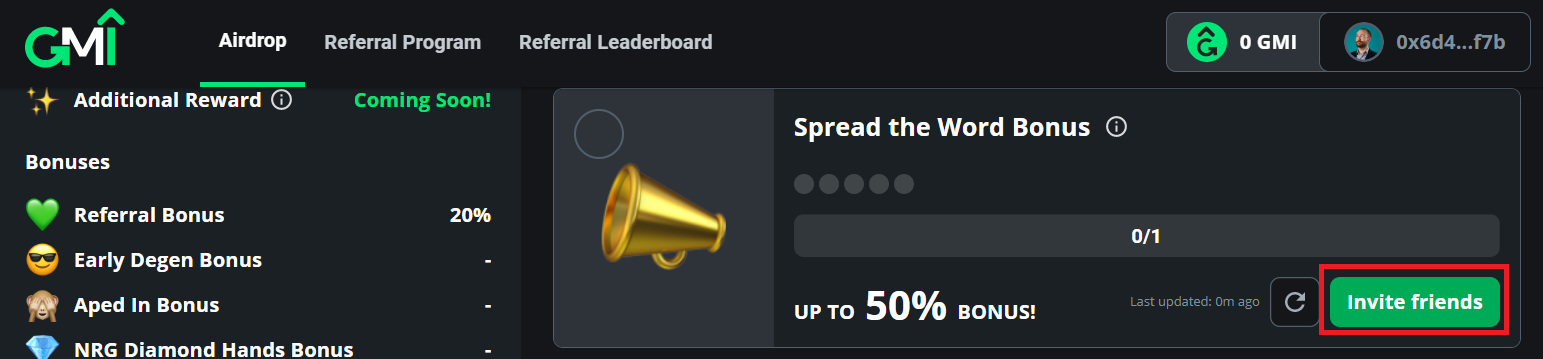 GMI
Airdrop
Referral Program
Referral Leaderboard
0 GMI
0x6d4...f7b
Additional Reward
Coming Soon!
Bonuses
Referral Bonus 20%
Early Degen Bonus -
Aped In Bonus -
NRG Diamond Hands Bonus -
Spread the Word Bonus
0/1
UP TO 50% BONUS!
Last updated: 0m ago
Invite friends